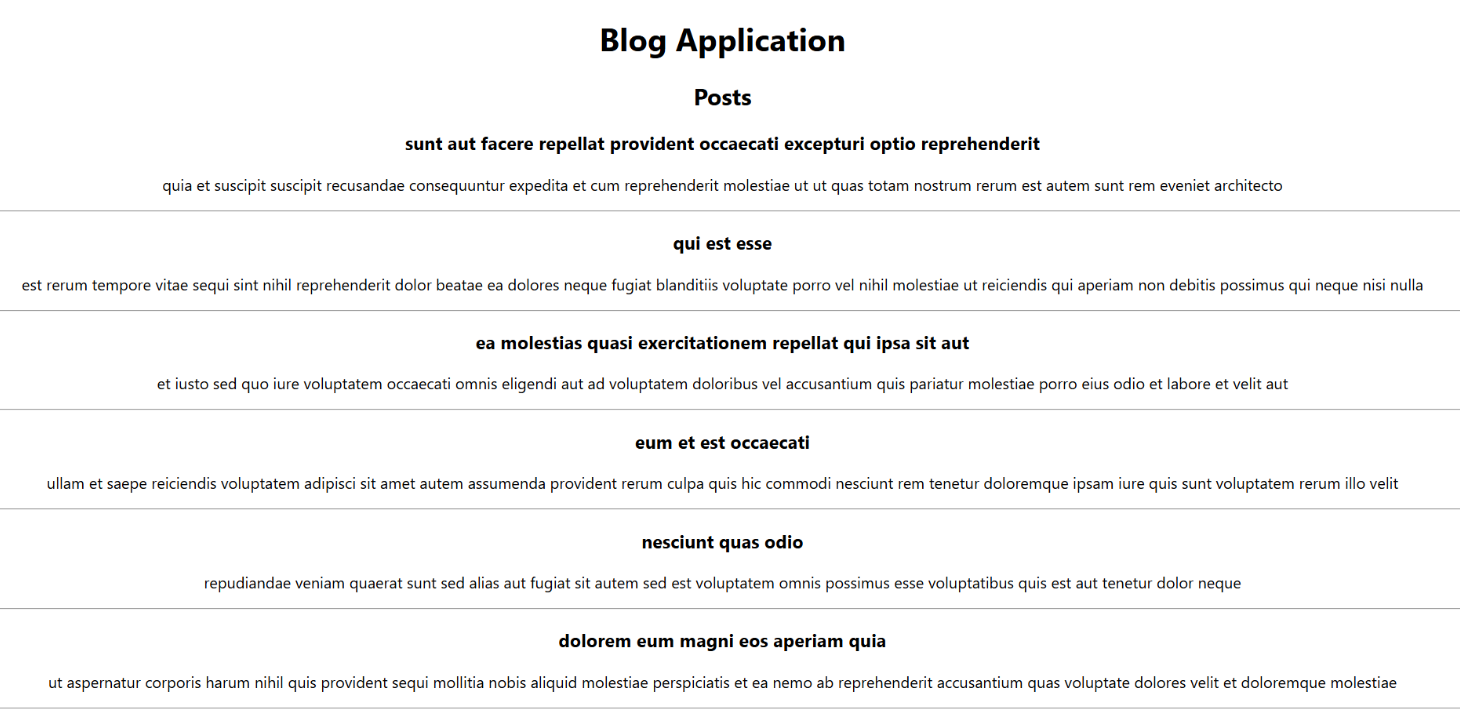 Blog Application
Posts
sunt aut facere repellat provident occaecati excepturi optio reprehenderit
quia et suscipit suscipit recusandae consequuntur expedita et cum reprehenderit molestiae ut ut quas totam nostrum rerum est autem sunt rem eveniet architecto
qui est esse
est rerum tempore vitae sequi sint nihil reprehenderit dolor beatae ea dolores neque fugiat blanditiis voluptate porro vel nihil molestiae ut reiciendis qui aperiam non debitis possimus qui neque nisi nulla
ea molestias quasi exercitationem repellat qui ipsa sit aut
et iusto sed quo iure voluptatem occaecati omnis eligendi aut ad voluptatem doloribus vel accusantium quis pariatur molestiae porro eius odio et labore et velit aut
eum et est occaecati
ullam et saepe reiciendis voluptatem adipisci sit amet autem assumenda provident rerum culpa quis hic commodi nesciunt rem tenetur doloremque ipsam iure quis sunt voluptatem rerum illo velit
nesciunt quas odio
repudiandae veniam quaerat sunt sed alias aut fugiat sit autem sed est voluptatem omnis possimus esse voluptatibus quis est aut tenetur dolor neque
dolorem eum magni eos aperiam quia
ut aspernatur corporis harum nihil quis provident sequi mollitia nobis aliquid molestiae perspiciatis et ea nemo ab reprehenderit accusantium quas voluptate dolores velit et doloremque molestiae